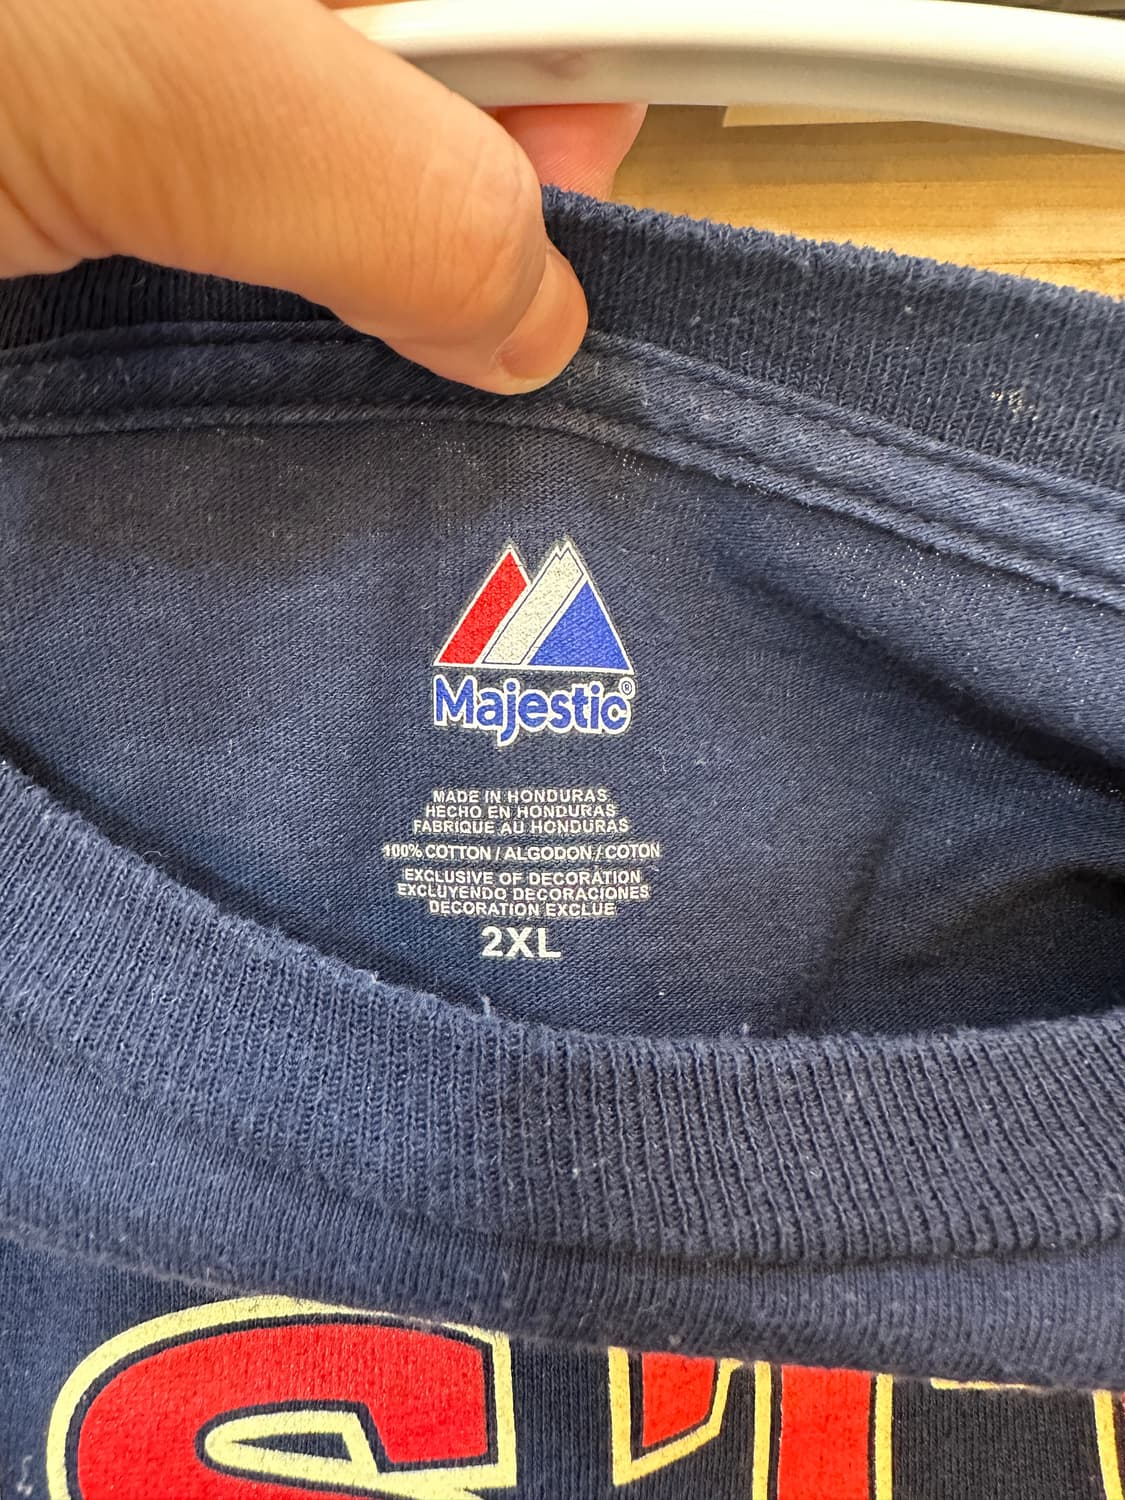 Majestic®
MADE IN HONDURAS
HECHO EN HONDURAS
FABRIQUE AU HONDURAS
100% COTTON / ALGODON / COTON
EXCLUSIVE OF DECORATION
EXCLUYENDO DECORACIONES
DECORATION EXCLUE
2XL
ST